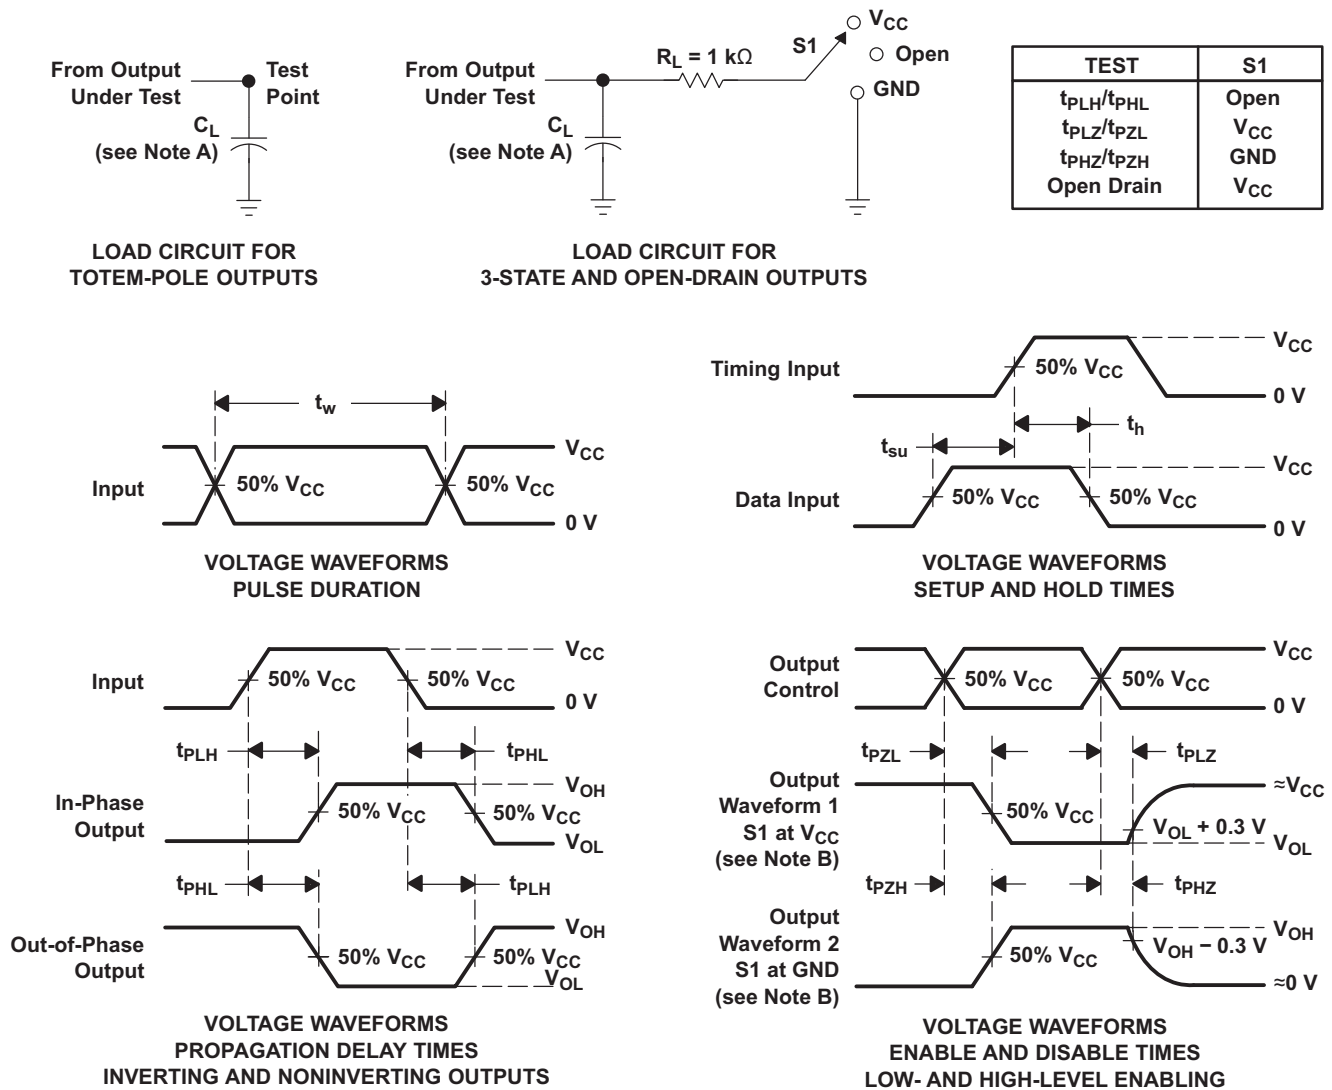 From Output
Under Test
Test
Point
C_L
(see Note A)
LOAD CIRCUIT FOR
TOTEM-POLE OUTPUTS
From Output
Under Test
R_L = 1 kΩ
S1
V_CC
Open
GND
C_L
(see Note A)
LOAD CIRCUIT FOR
3-STATE AND OPEN-DRAIN OUTPUTS
TEST S1
t_PLH/t_PHL Open
t_PLZ/t_PZL V_CC
t_PHZ/t_PZH GND
Open Drain V_CC
t_w
Input
50% V_CC
50% V_CC
V_CC
0 V
VOLTAGE WAVEFORMS
PULSE DURATION
Timing Input
50% V_CC
V_CC
0 V
t_su
t_h
Data Input
50% V_CC
50% V_CC
V_CC
0 V
VOLTAGE WAVEFORMS
SETUP AND HOLD TIMES
Input
50% V_CC
50% V_CC
V_CC
0 V
t_PLH
t_PHL
In-Phase
Output
50% V_CC
50% V_CC
V_OH
V_OL
t_PHL
t_PLH
Out-of-Phase
Output
50% V_CC
50% V_CC
V_OH
V_OL
VOLTAGE WAVEFORMS
PROPAGATION DELAY TIMES
INVERTING AND NONINVERTING OUTPUTS
Output
Control
50% V_CC
50% V_CC
V_CC
0 V
t_PZL
t_PLZ
Output
Waveform 1
S1 at V_CC
(see Note B)
50% V_CC
V_OL + 0.3 V
≈V_CC
V_OL
t_PZH
t_PHZ
Output
Waveform 2
S1 at GND
(see Note B)
50% V_CC
V_OH − 0.3 V
V_OH
≈0 V
VOLTAGE WAVEFORMS
ENABLE AND DISABLE TIMES
LOW- AND HIGH-LEVEL ENABLING